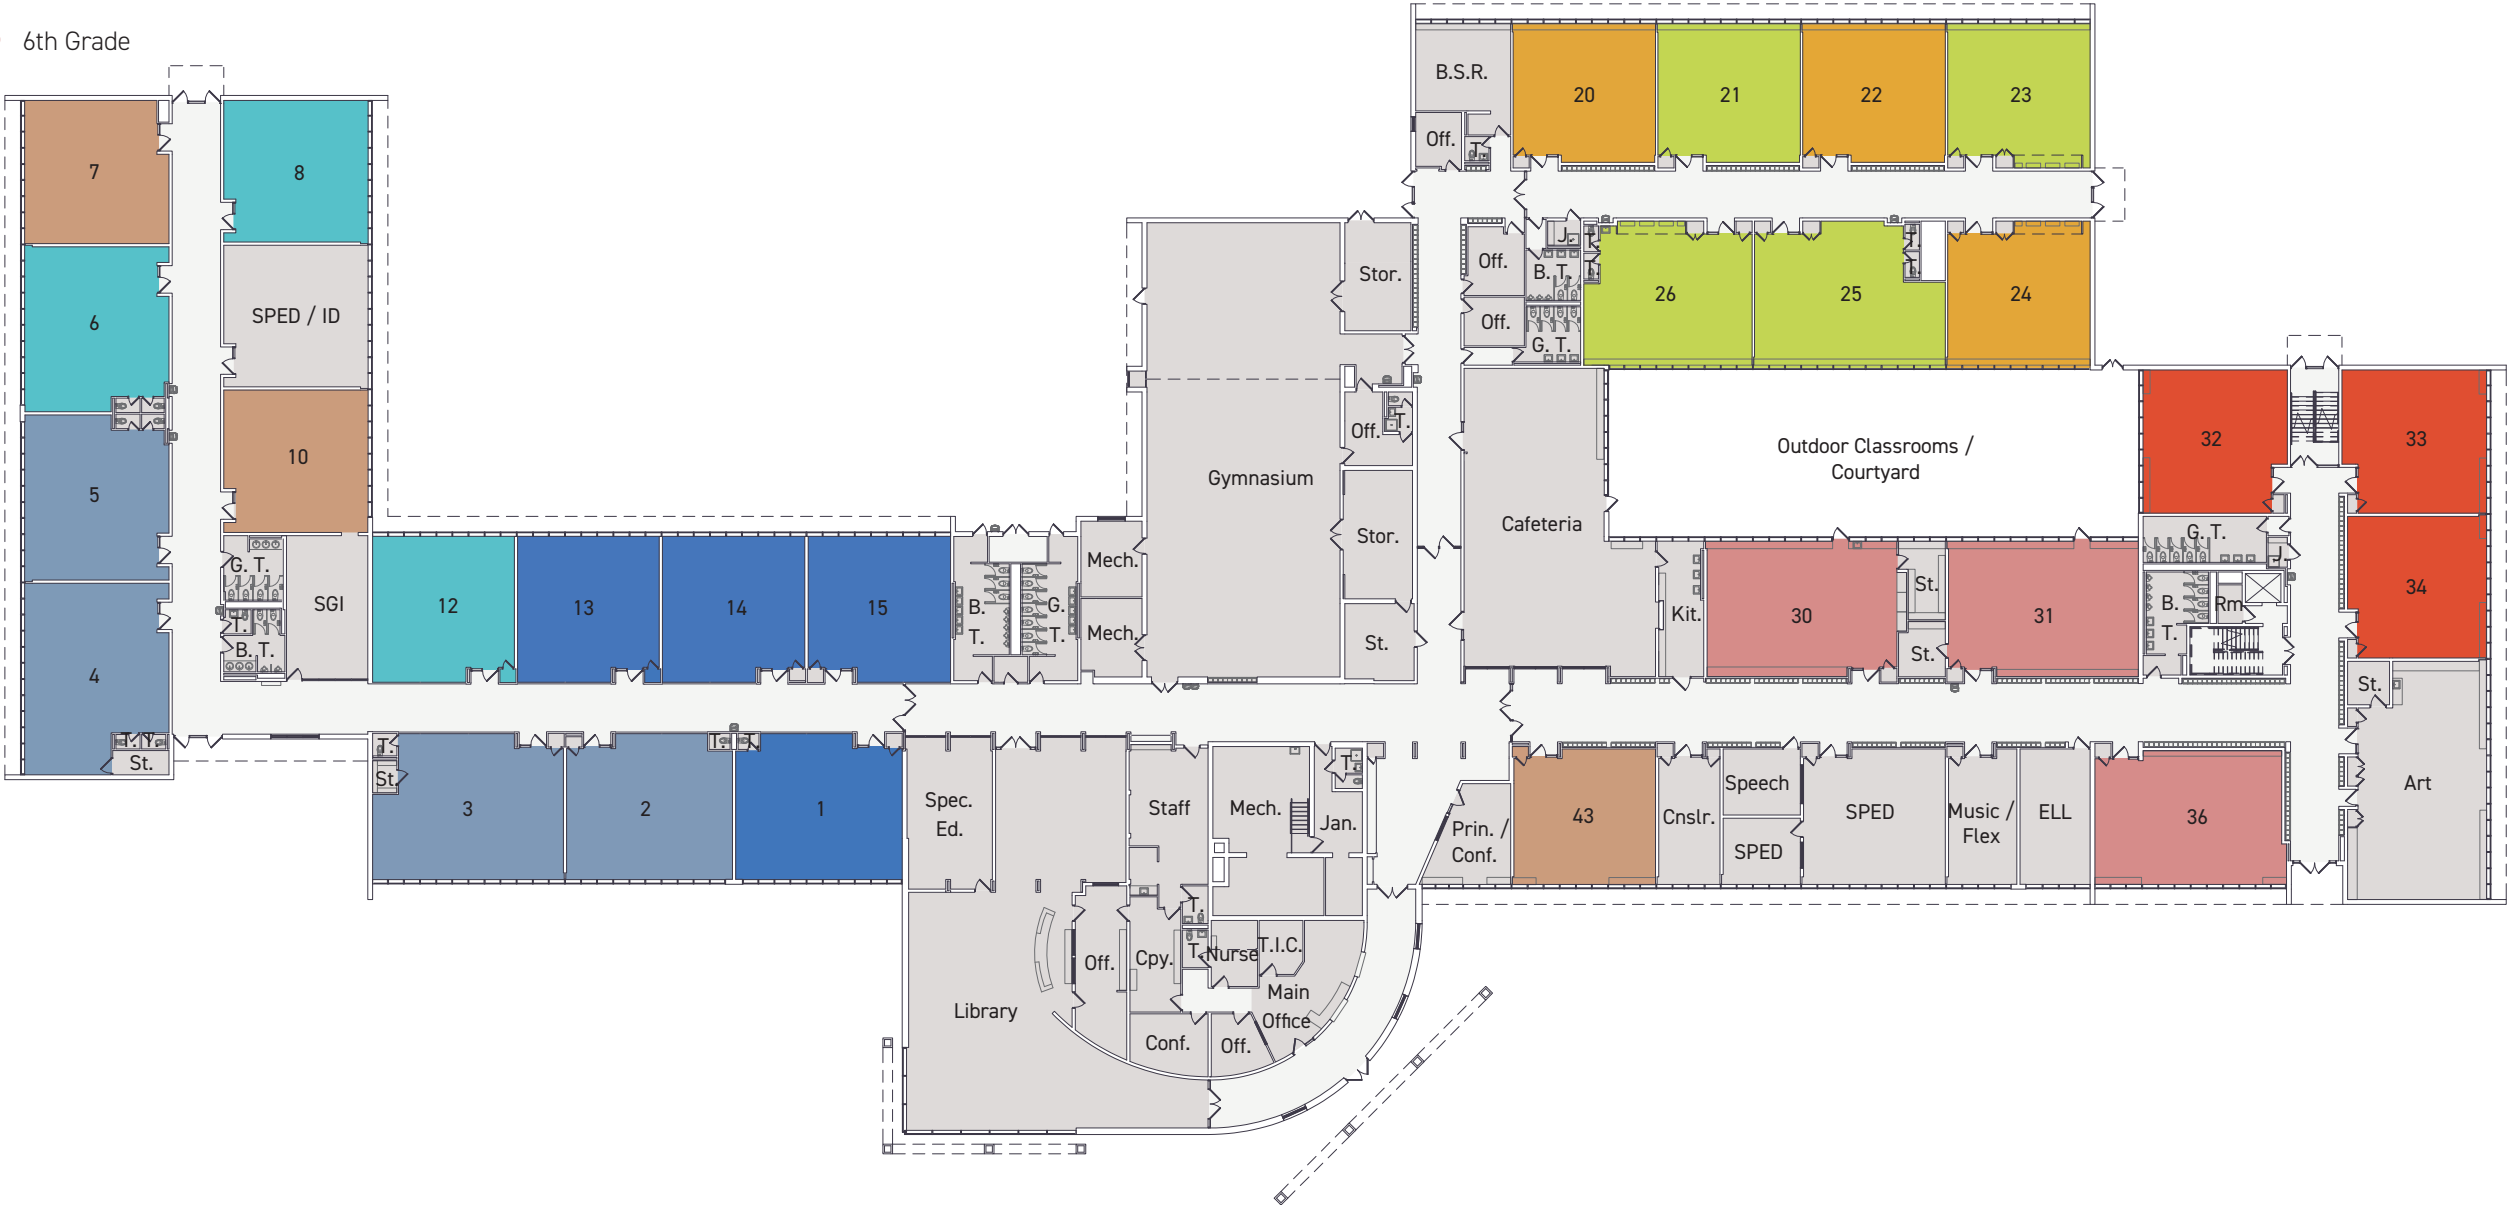 6th Grade
B.S.R.
20
21
22
23
Off.
T.
7
8
J.
T.
T.
Off.
B. T.
T.
T.
Stor.
26
25
24
SPED / ID
6
Off.
G. T.
T.
Off.
32
33
Outdoor Classrooms /
Courtyard
10
Gymnasium
5
Cafeteria
Stor.
G. T.
J.
Mech.
G. T.
St.
34
SGI
12
13
14
15
B.
T.
G.
T.
Kit.
30
31
B.
T.
Rm
T.
Mech.
St.
B. T.
St.
4
St.
T.
T.
St.
T.
T.
T.
T.
St.
3
2
1
Spec.
Ed.
Staff
Mech.
Jan.
Prin. /
Conf.
43
Cnslr.
Speech
SPED
SPED
Music /
Flex
ELL
36
Art
T.
T.
Nurse
T.I.C.
Off.
Cpy.
Main
Office
Library
Conf.
Off.